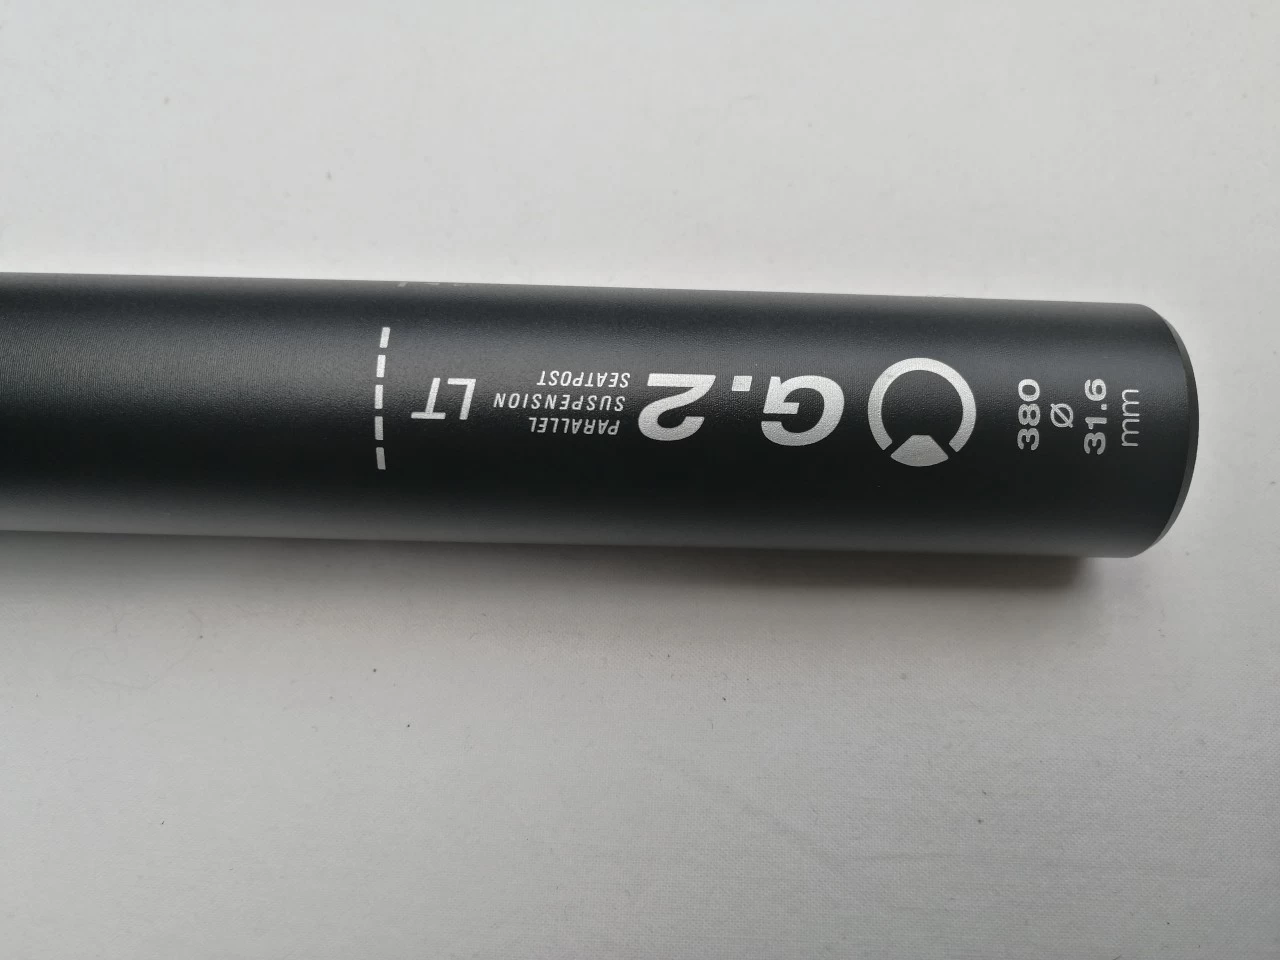 G.2
PARALLEL
SUSPENSION
SEATPOST
LT
380
Ø
31.6
mm